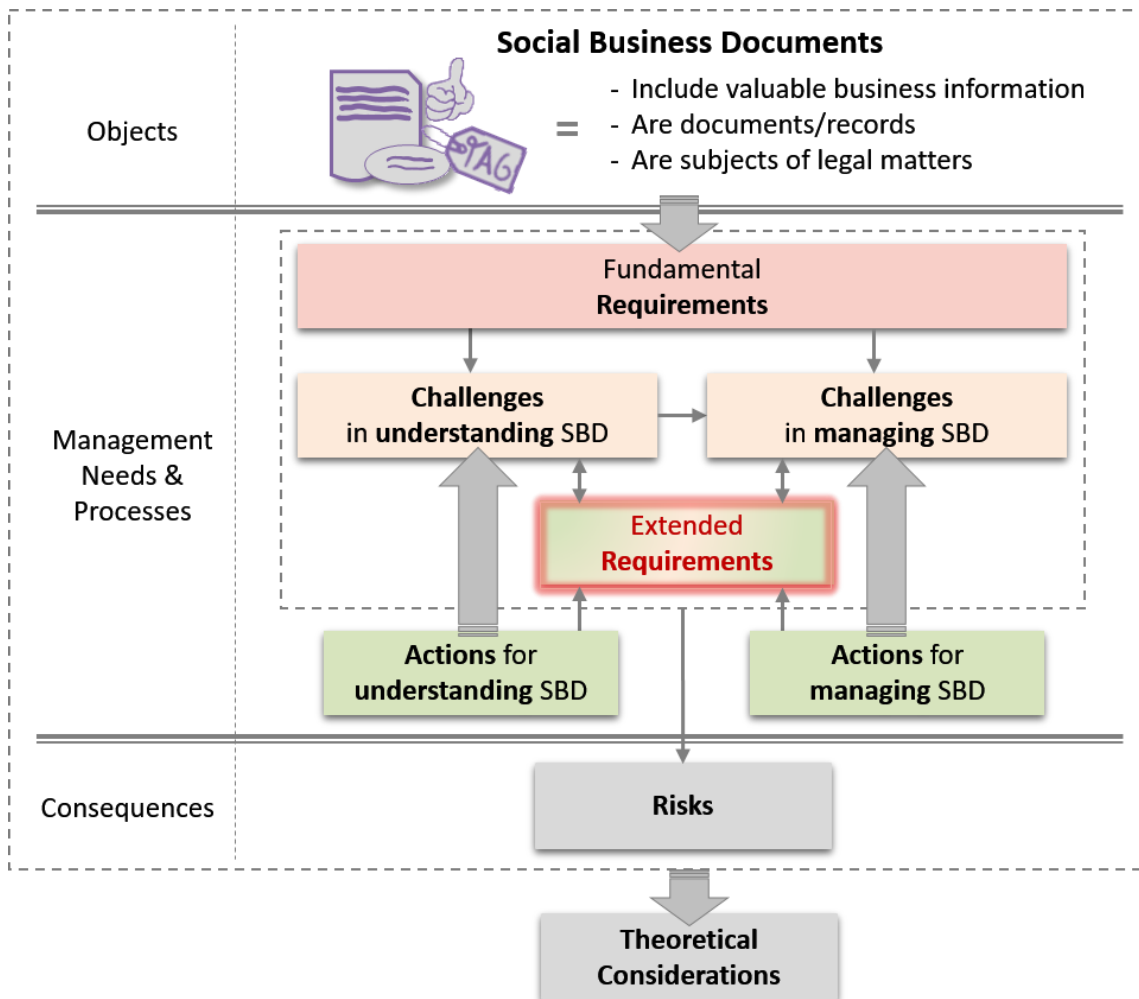 Social Business Documents
TAG
=
- Include valuable business information
- Are documents/records
- Are subjects of legal matters
Objects
Fundamental
Requirements
Challenges
in understanding SBD
Challenges
in managing SBD
Management
Needs &
Processes
Extended
Requirements
Actions for
understanding SBD
Actions for
managing SBD
Consequences
Risks
Theoretical
Considerations